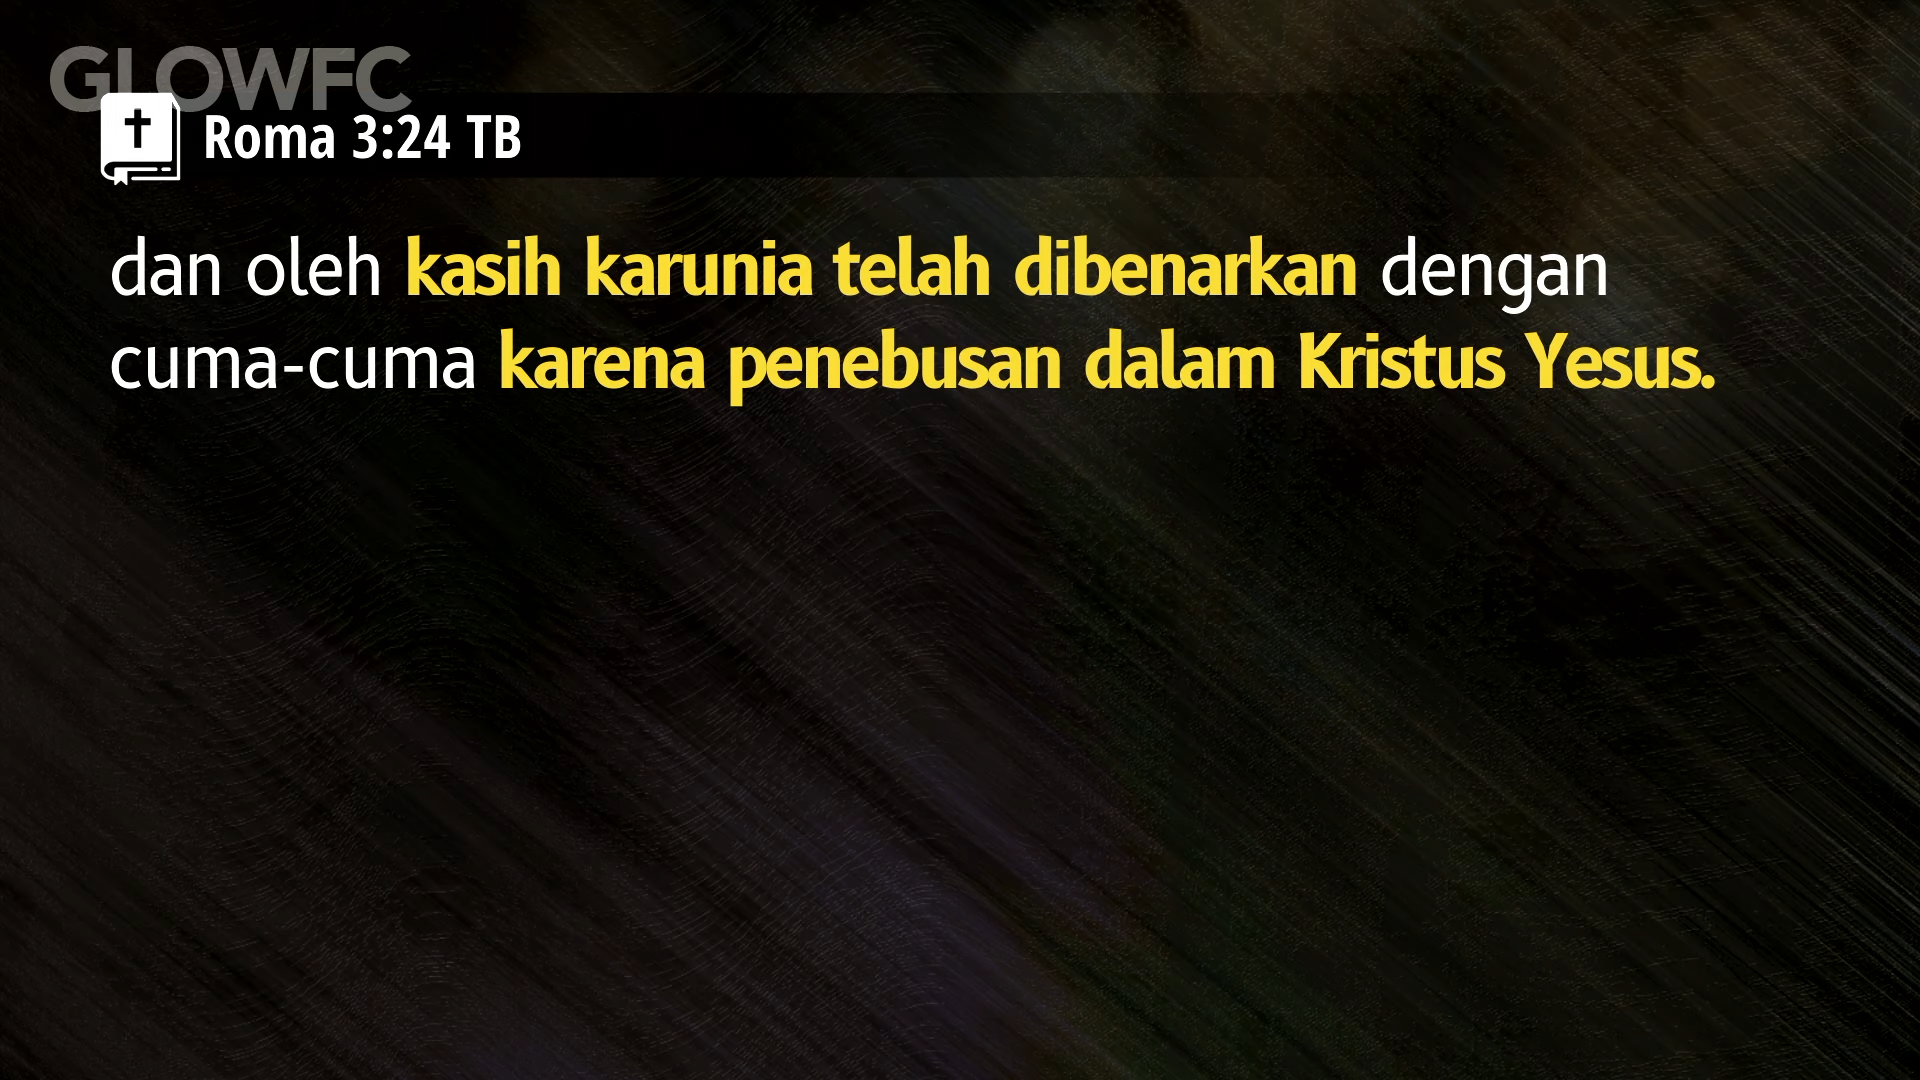 GLOWFC
Roma 3:24 TB
dan oleh kasih karunia telah dibenarkan dengan
cuma-cuma karena penebusan dalam Kristus Yesus.